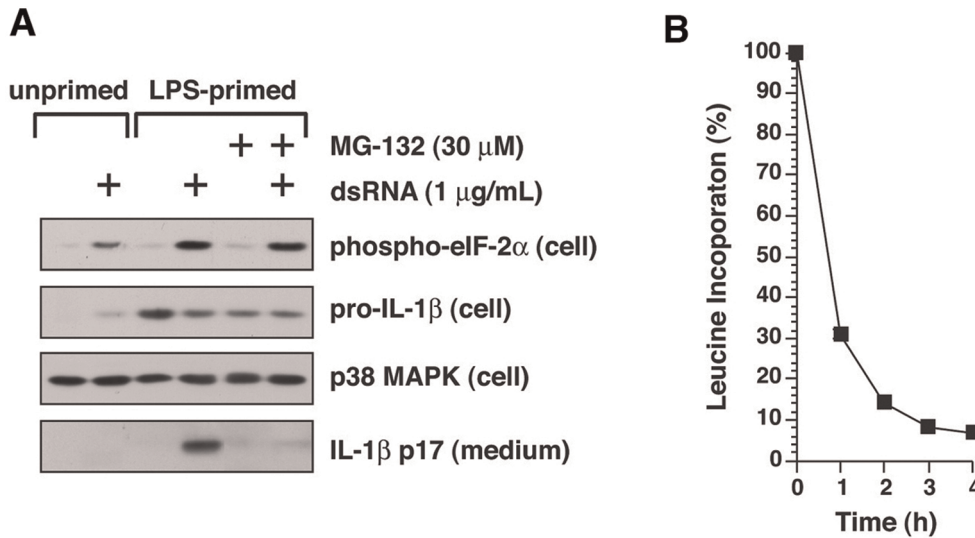 A
unprimed LPS-primed
+ + MG-132 (30 μM)
+ + + dsRNA (1 μg/mL)
phospho-eIF-2α (cell)
pro-IL-1β (cell)
p38 MAPK (cell)
IL-1β p17 (medium)
B
Leucine Incoporaton (%)
100
90
80
70
60
50
40
30
20
10
0
0 1 2 3 4
Time (h)